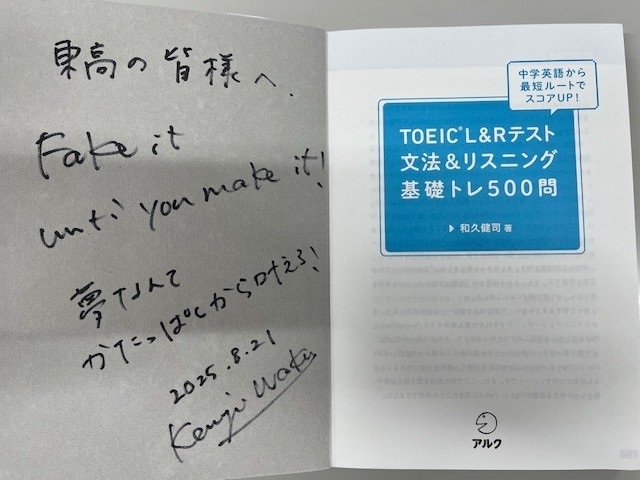 東高の皆様へ.
Fake it
until you make it!
夢なんて
かたっぱしから叶えろ!
2025.8.21
Kenji Waku
中学英語から
最短ルートで
スコアUP!
TOEIC® L&Rテスト
文法&リスニング
基礎トレ500問
▶ 和久健司 著
アルク